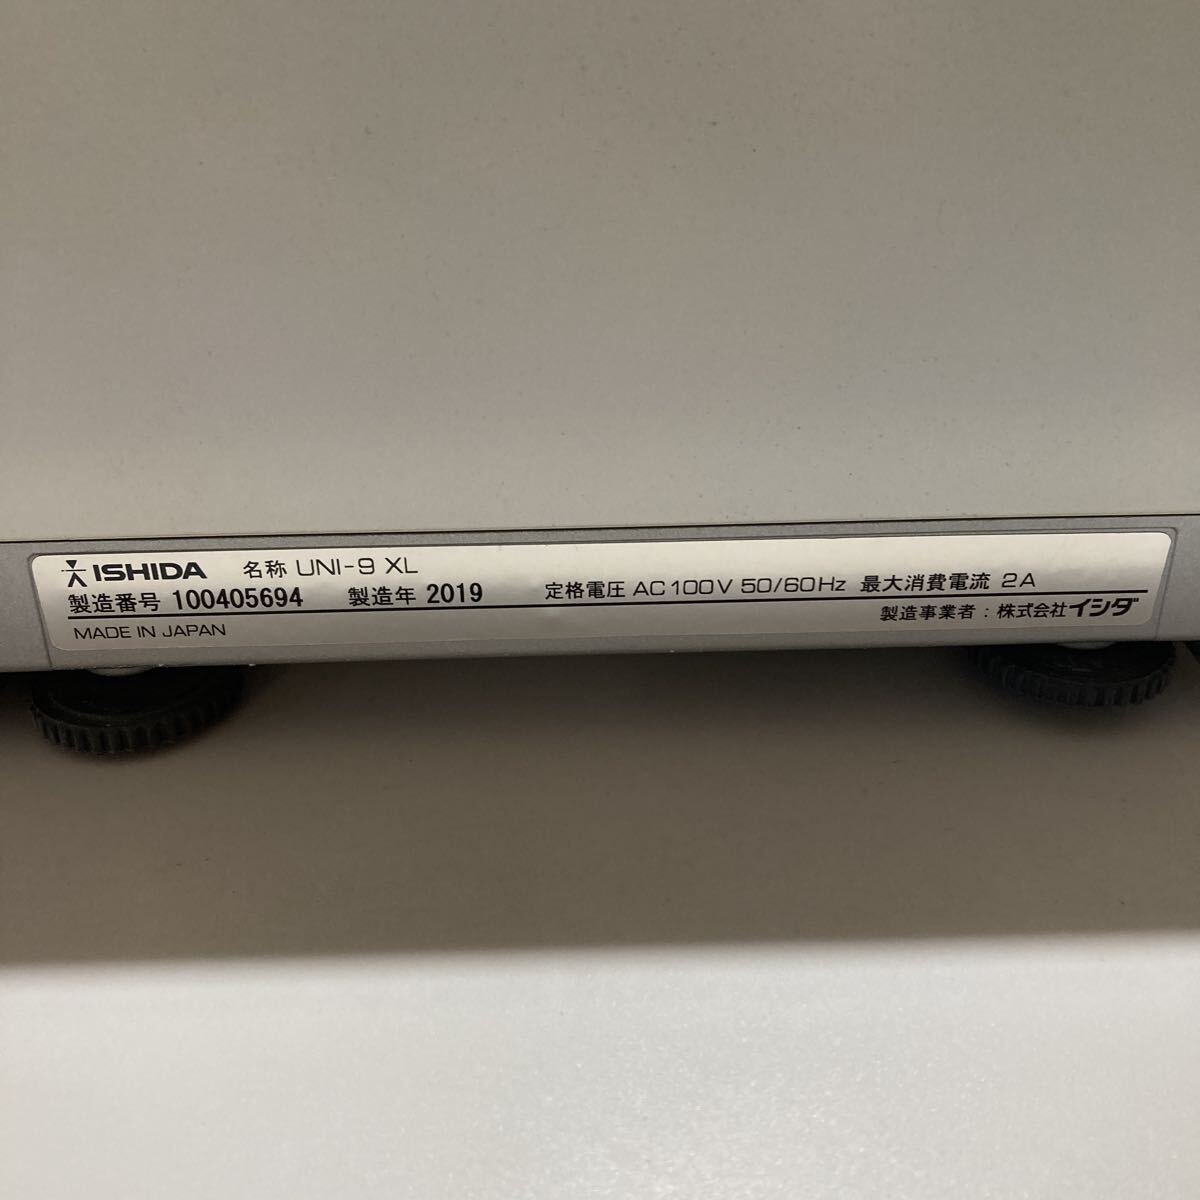 ISHIDA 名称 UNI-9 XL
製造番号 100405694 製造年 2019 定格電圧 AC100V 50/60Hz 最大消費電流 2A
MADE IN JAPAN 製造事業者:株式会社イシダ